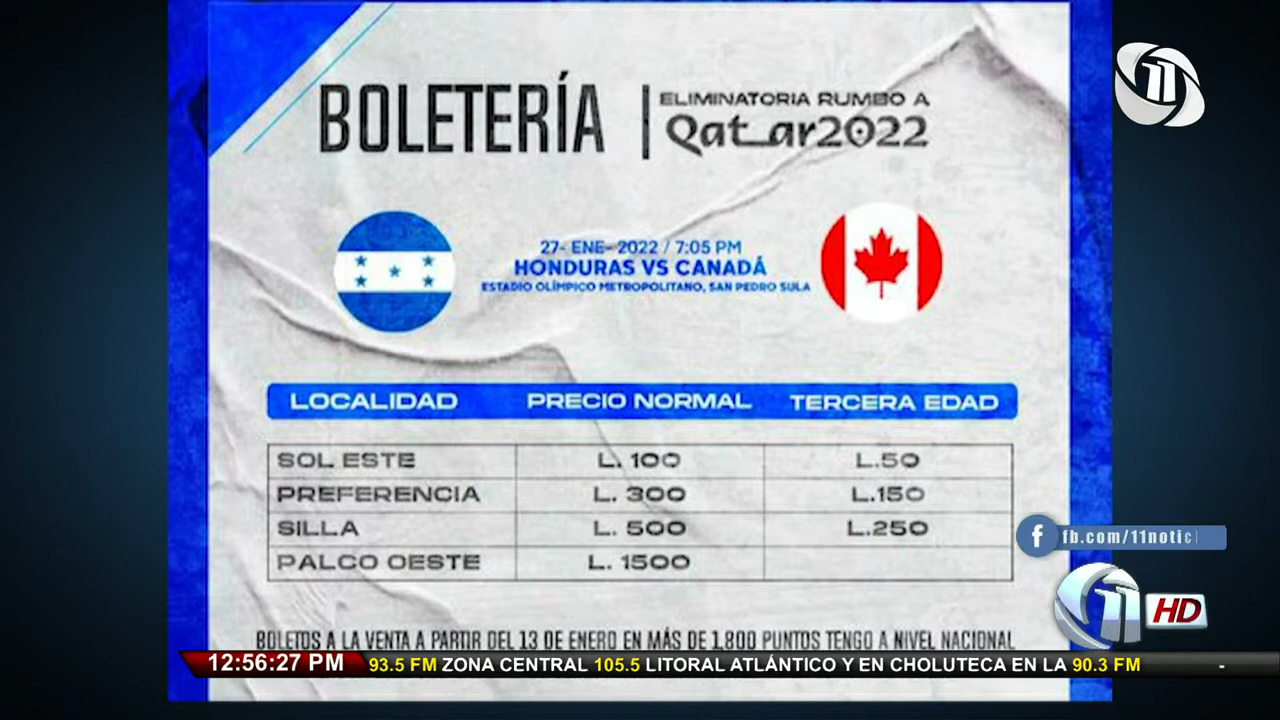 BOLETERÍA
ELIMINATORIA RUMBO A
Qatar2022
11
27- ENE- 2022 / 7:05 PM
HONDURAS VS CANADÁ
ESTADIO OLÍMPICO METROPOLITANO, SAN PEDRO SULA
LOCALIDAD PRECIO NORMAL TERCERA EDAD
SOL ESTE L. 100 L.50
PREFERENCIA L. 300 L.150
SILLA L. 500 L.250
PALCO OESTE L. 1500
f fb.com/11notic
11 HD
BOLETOS A LA VENTA A PARTIR DEL 13 DE ENERO EN MÁS DE 1,800 PUNTOS TENGO A NIVEL NACIONAL
12:56:27 PM 93.5 FM ZONA CENTRAL 105.5 LITORAL ATLÁNTICO Y EN CHOLUTECA EN LA 90.3 FM -